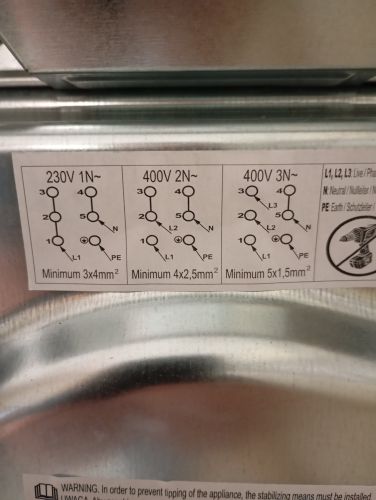 230V 1N~ 400V 2N~ 400V 3N~
L1, L2, L3: Live / Pha
N: Neutral / Nullleiter / N
PE: Earth / Schutzleiter /
3 4 3 4 3 4
L3
2 5 N 2 5 N 2 5 N
L2 L2
1 1 1
L1 PE L1 PE L1 PE
Minimum 3x4mm² Minimum 4x2,5mm² Minimum 5x1,5mm²
WARNING. In order to prevent tipping of the appliance, the stabilizing means must be installed.
UWAGA.